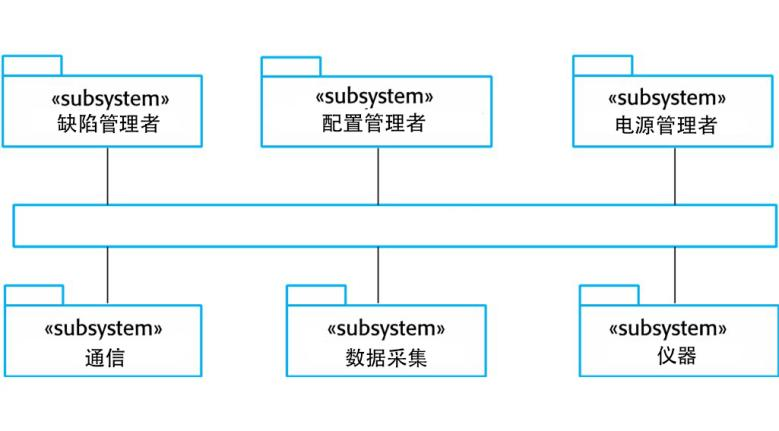 «subsystem»
缺陷管理者
«subsystem»
配置管理者
«subsystem»
电源管理者
«subsystem»
通信
«subsystem»
数据采集
«subsystem»
仪器